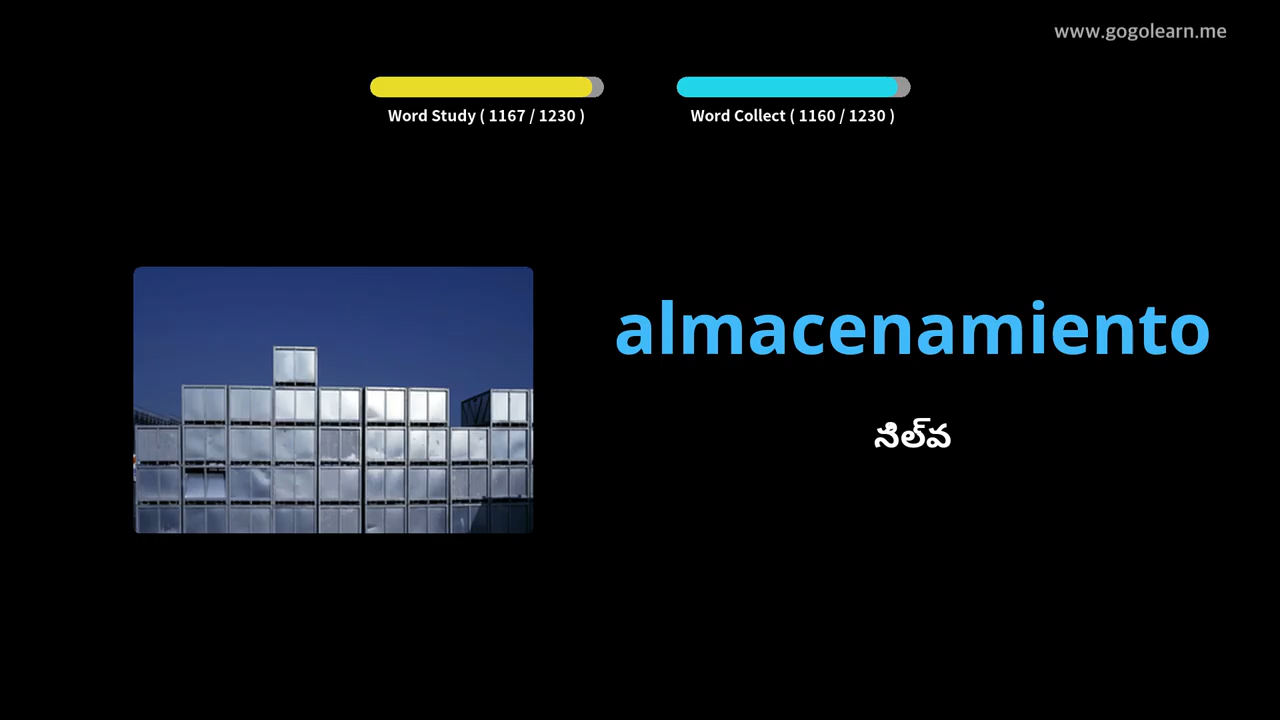 www.gogolearn.me
Word Study ( 1167 / 1230 )
Word Collect ( 1160 / 1230 )
almacenamiento
నిల్వ